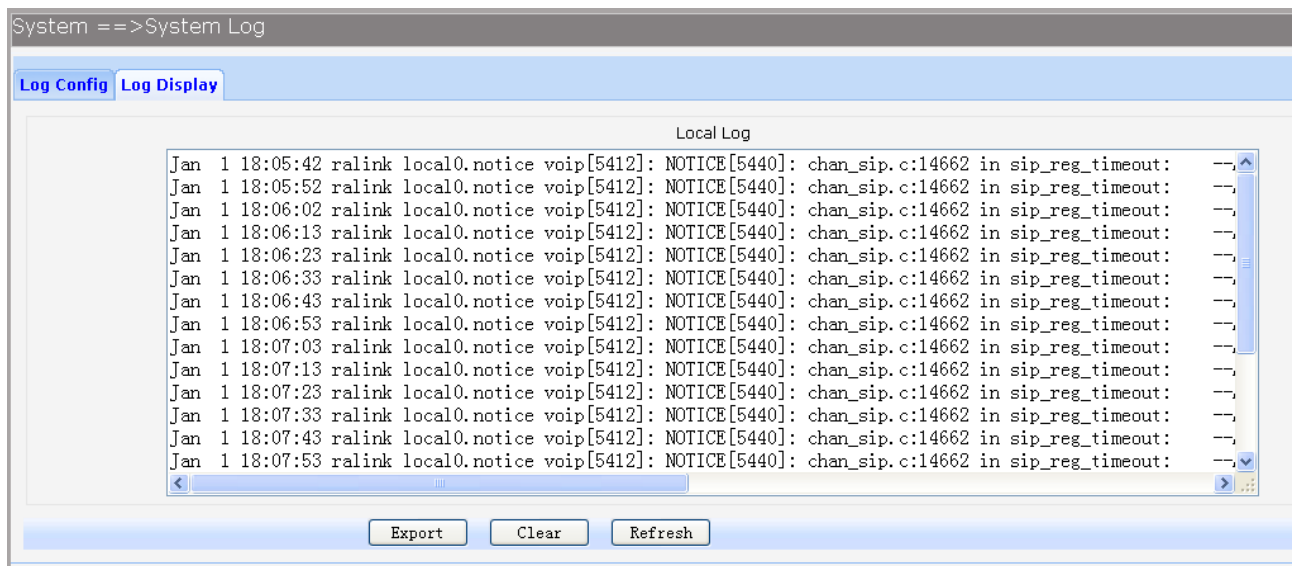 System ==>System Log
Log Config Log Display
Local Log
Jan  1 18:05:42 ralink local0.notice voip[5412]: NOTICE[5440]: chan_sip.c:14662 in sip_reg_timeout:    --
Jan  1 18:05:52 ralink local0.notice voip[5412]: NOTICE[5440]: chan_sip.c:14662 in sip_reg_timeout:    --
Jan  1 18:06:02 ralink local0.notice voip[5412]: NOTICE[5440]: chan_sip.c:14662 in sip_reg_timeout:    --
Jan  1 18:06:13 ralink local0.notice voip[5412]: NOTICE[5440]: chan_sip.c:14662 in sip_reg_timeout:    --
Jan  1 18:06:23 ralink local0.notice voip[5412]: NOTICE[5440]: chan_sip.c:14662 in sip_reg_timeout:    --
Jan  1 18:06:33 ralink local0.notice voip[5412]: NOTICE[5440]: chan_sip.c:14662 in sip_reg_timeout:    --
Jan  1 18:06:43 ralink local0.notice voip[5412]: NOTICE[5440]: chan_sip.c:14662 in sip_reg_timeout:    --
Jan  1 18:06:53 ralink local0.notice voip[5412]: NOTICE[5440]: chan_sip.c:14662 in sip_reg_timeout:    --
Jan  1 18:07:03 ralink local0.notice voip[5412]: NOTICE[5440]: chan_sip.c:14662 in sip_reg_timeout:    --
Jan  1 18:07:13 ralink local0.notice voip[5412]: NOTICE[5440]: chan_sip.c:14662 in sip_reg_timeout:    --
Jan  1 18:07:23 ralink local0.notice voip[5412]: NOTICE[5440]: chan_sip.c:14662 in sip_reg_timeout:    --
Jan  1 18:07:33 ralink local0.notice voip[5412]: NOTICE[5440]: chan_sip.c:14662 in sip_reg_timeout:    --
Jan  1 18:07:43 ralink local0.notice voip[5412]: NOTICE[5440]: chan_sip.c:14662 in sip_reg_timeout:    --
Jan  1 18:07:53 ralink local0.notice voip[5412]: NOTICE[5440]: chan_sip.c:14662 in sip_reg_timeout:    --
Export Clear Refresh